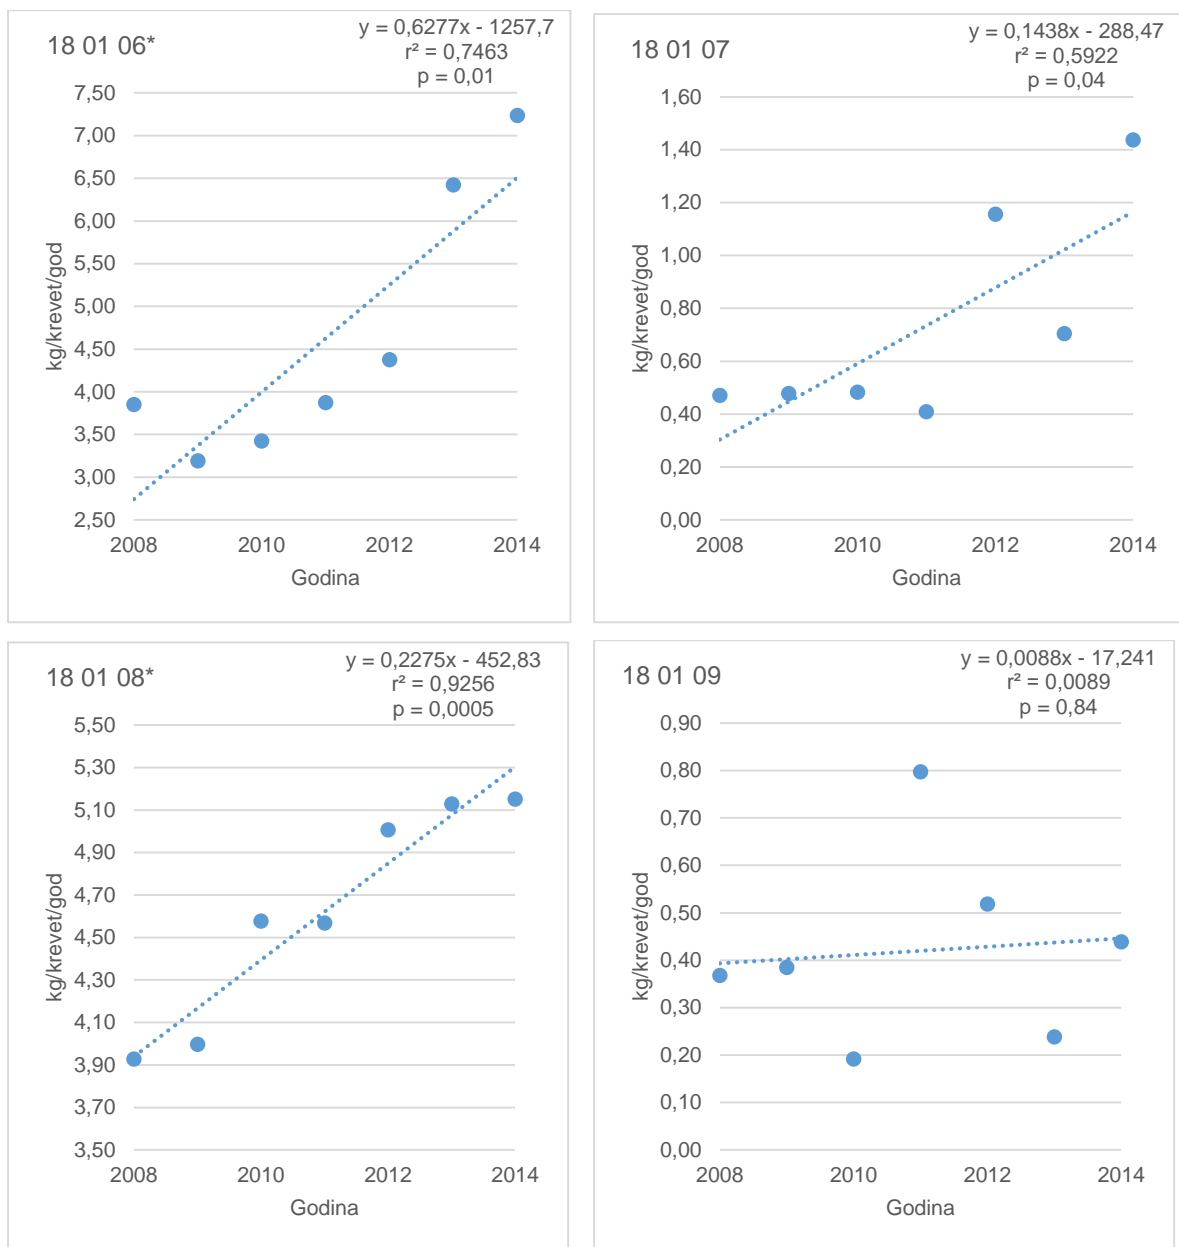 18 01 06*
y = 0,6277x - 1257,7
r² = 0,7463
p = 0,01
7,50
7,00
6,50
6,00
5,50
5,00
4,50
4,00
3,50
3,00
2,50
kg/krevet/god
2008 2010 2012 2014
Godina
18 01 07
y = 0,1438x - 288,47
r² = 0,5922
p = 0,04
1,60
1,40
1,20
1,00
0,80
0,60
0,40
0,20
0,00
kg/krevet/god
2008 2010 2012 2014
Godina
18 01 08*
y = 0,2275x - 452,83
r² = 0,9256
p = 0,0005
5,50
5,30
5,10
4,90
4,70
4,50
4,30
4,10
3,90
3,70
3,50
kg/krevet/god
2008 2010 2012 2014
Godina
18 01 09
y = 0,0088x - 17,241
r² = 0,0089
p = 0,84
0,90
0,80
0,70
0,60
0,50
0,40
0,30
0,20
0,10
0,00
kg/krevet/god
2008 2010 2012 2014
Godina